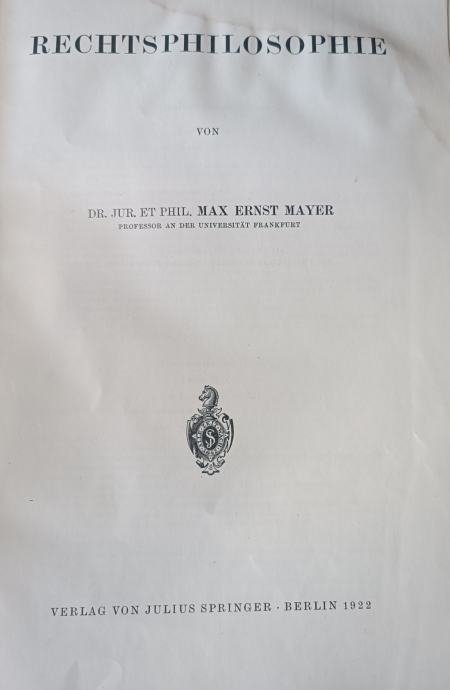 RECHTSPHILOSOPHIE
VON
DR. JUR. ET PHIL. MAX ERNST MAYER
PROFESSOR AN DER UNIVERSITÄT FRANKFURT
VERLAG VON JULIUS SPRINGER · BERLIN 1922